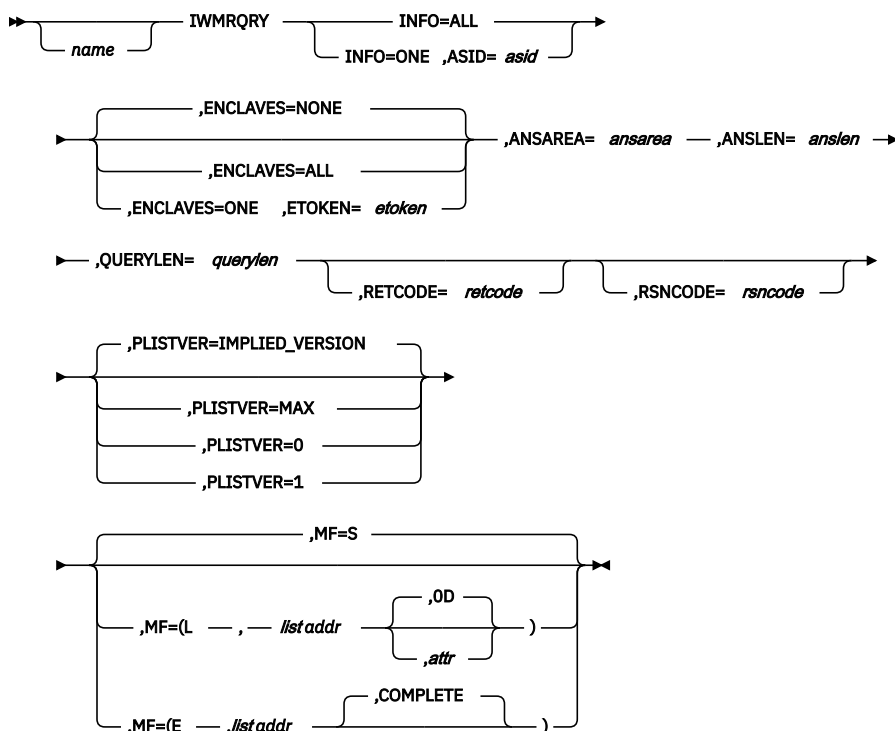 IWMRQRY INFO=ALL
name
INFO=ONE ,ASID= asid
,ENCLAVES=NONE
,ANSAREA= ansarea ,ANSLEN= anslen
,ENCLAVES=ALL
,ENCLAVES=ONE ,ETOKEN= etoken
,QUERYLEN= querylen
,RETCODE= retcode ,RSNCODE= rsncode
,PLISTVER=IMPLIED_VERSION
,PLISTVER=MAX
,PLISTVER=0
,PLISTVER=1
,MF=S
,0D
,MF=(L , list addr )
,attr
,COMPLETE
,MF=(E ,list addr )